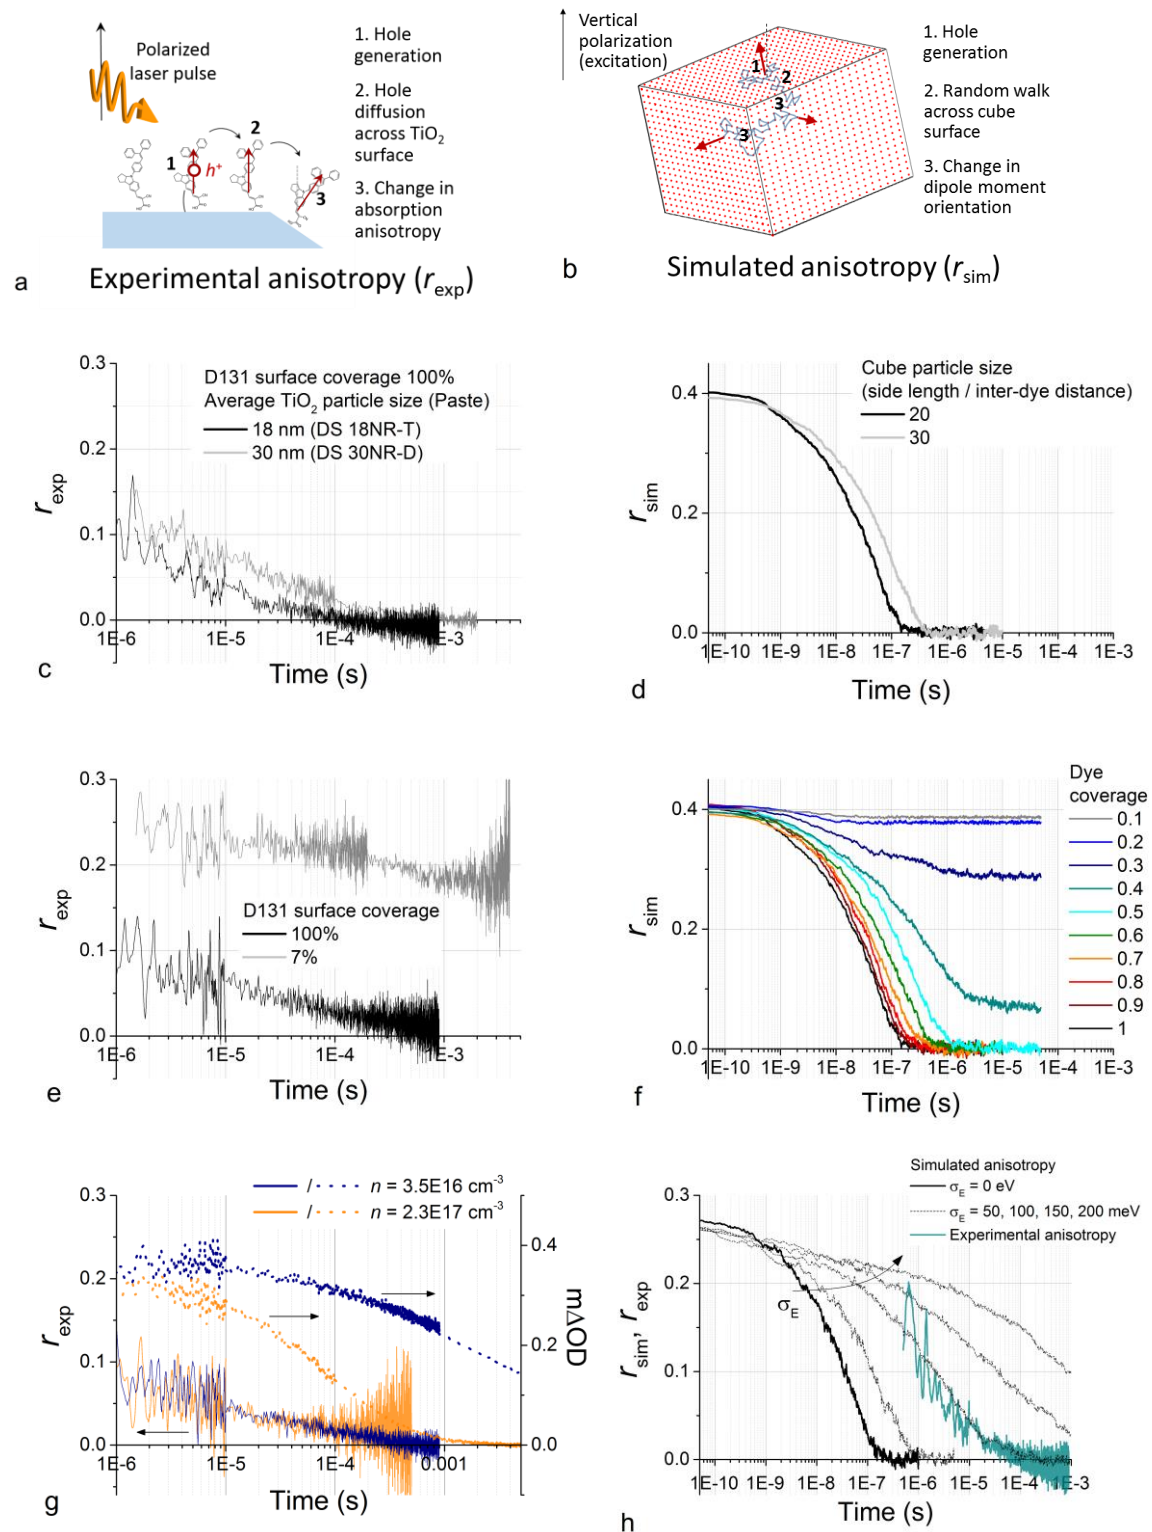 Polarized
laser pulse
1
h⁺
2
3
1. Hole
generation
2. Hole
diffusion
across TiO₂
surface
3. Change in
absorption
anisotropy
a
Experimental anisotropy (r_exp)
Vertical
polarization
(excitation)
1
2
3
3
1. Hole
generation
2. Random walk
across cube
surface
3. Change in
dipole moment
orientation
b
Simulated anisotropy (r_sim)
D131 surface coverage 100%
Average TiO₂ particle size (Paste)
18 nm (DS 18NR-T)
30 nm (DS 30NR-D)
r_exp
0.3
0.2
0.1
0.0
1E-6
1E-5
1E-4
1E-3
Time (s)
c
Cube particle size
(side length / inter-dye distance)
20
30
r_sim
0.4
0.2
0.0
1E-10
1E-9
1E-8
1E-7
1E-6
1E-5
1E-4
1E-3
Time (s)
d
r_exp
0.3
0.2
0.1
0.0
D131 surface coverage
100%
7%
1E-6
1E-5
1E-4
1E-3
Time (s)
e
Dye
coverage
0.1
0.2
0.3
0.4
0.5
0.6
0.7
0.8
0.9
1
r_sim
0.4
0.2
0.0
1E-10
1E-9
1E-8
1E-7
1E-6
1E-5
1E-4
1E-3
Time (s)
f
/ n = 3.5E16 cm⁻³
/ n = 2.3E17 cm⁻³
r_exp
0.3
0.2
0.1
0.0
0.4
0.2
0.0
mΔOD
1E-6
1E-5
1E-4
0.001
Time (s)
g
Simulated anisotropy
σ_E = 0 eV
σ_E = 50, 100, 150, 200 meV
Experimental anisotropy
σ_E
r_sim, r_exp
0.3
0.2
0.1
0.0
1E-10
1E-9
1E-8
1E-7
1E-6
1E-5
1E-4
1E-3
Time (s)
h